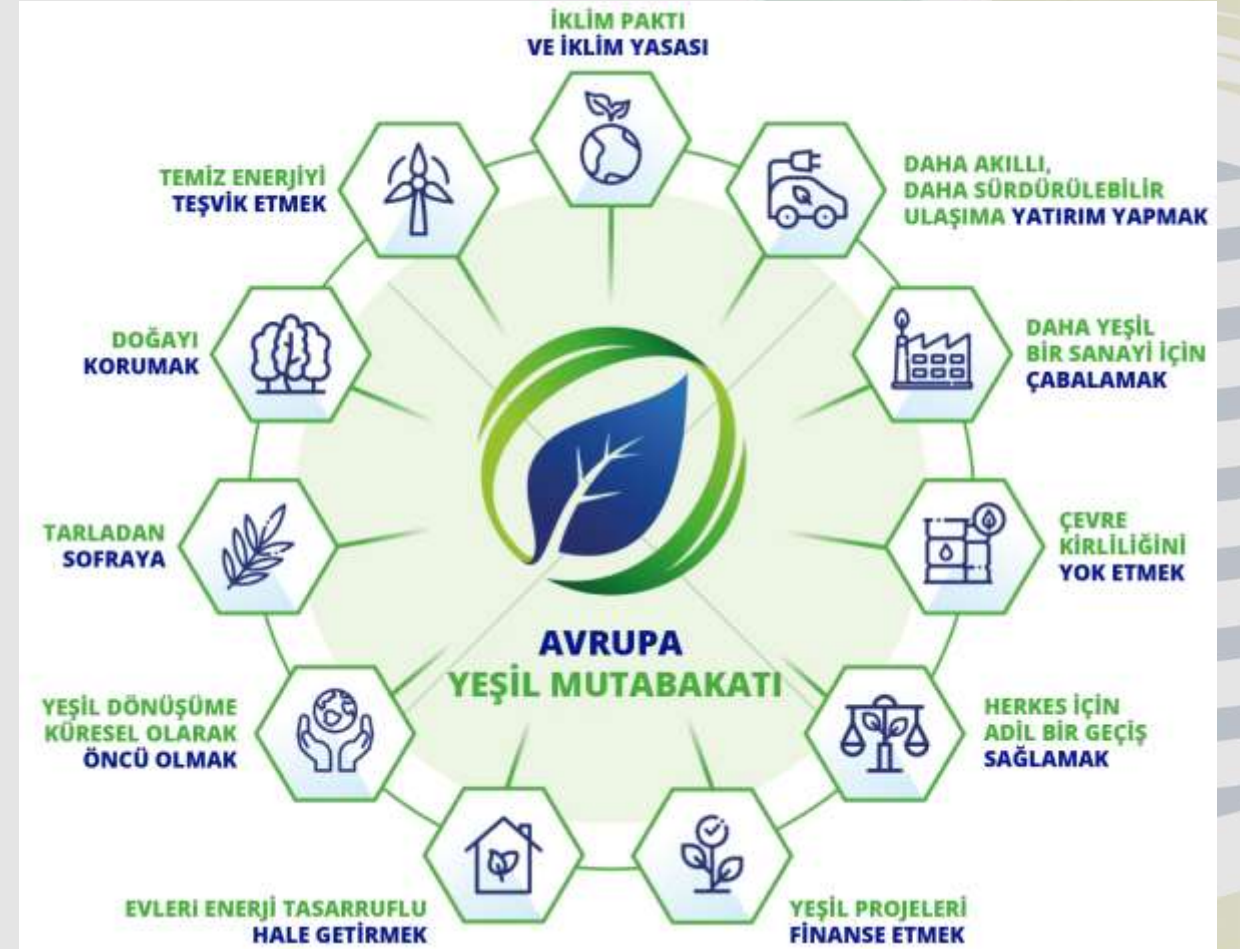 İKLİM PAKTI
VE İKLİM YASASI
DAHA AKILLI,
DAHA SÜRDÜRÜLEBİLİR
ULAŞIMA YATIRIM YAPMAK
DAHA YEŞİL
BİR SANAYİ İÇİN
ÇABALAMAK
ÇEVRE
KİRLİLİĞİNİ
YOK ETMEK
HERKES İÇİN
ADİL BİR GEÇİŞ
SAĞLAMAK
YEŞİL PROJELERİ
FİNANSE ETMEK
EVLERİ ENERJİ TASARRUFLU
HALE GETİRMEK
YEŞİL DÖNÜŞÜME
KÜRESEL OLARAK
ÖNCÜ OLMAK
TARLADAN
SOFRAYA
DOĞAYI
KORUMAK
TEMİZ ENERJİYİ
TEŞVİK ETMEK
AVRUPA
YEŞİL MUTABAKATI